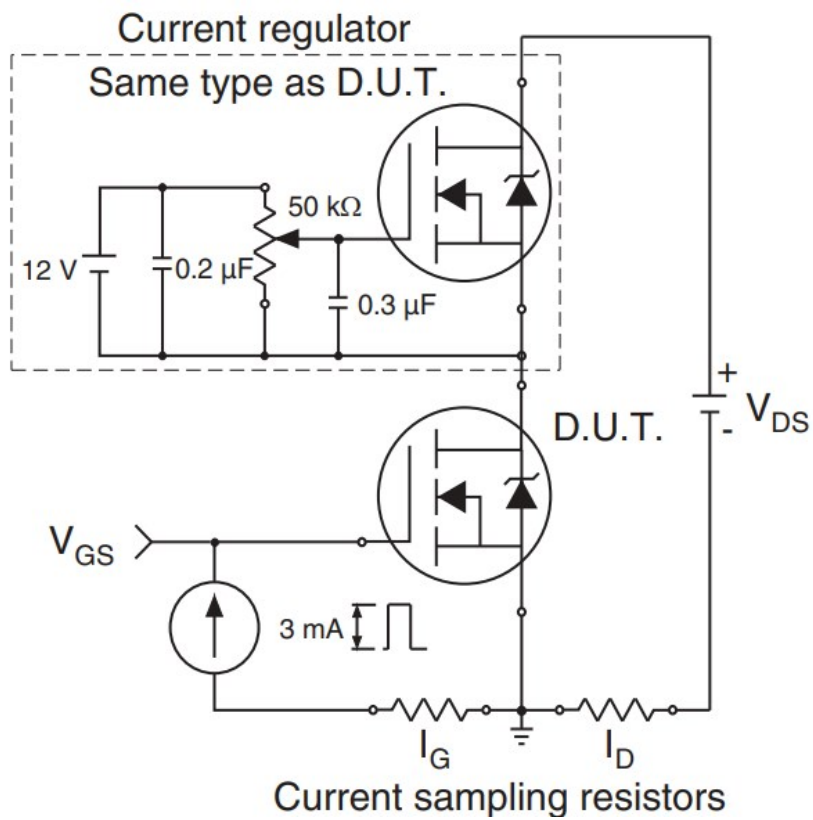 Current regulator
Same type as D.U.T.
50 kΩ
12 V
0.2 µF
0.3 µF
+
V_DS
-
D.U.T.
V_GS
3 mA
I_G
I_D
Current sampling resistors